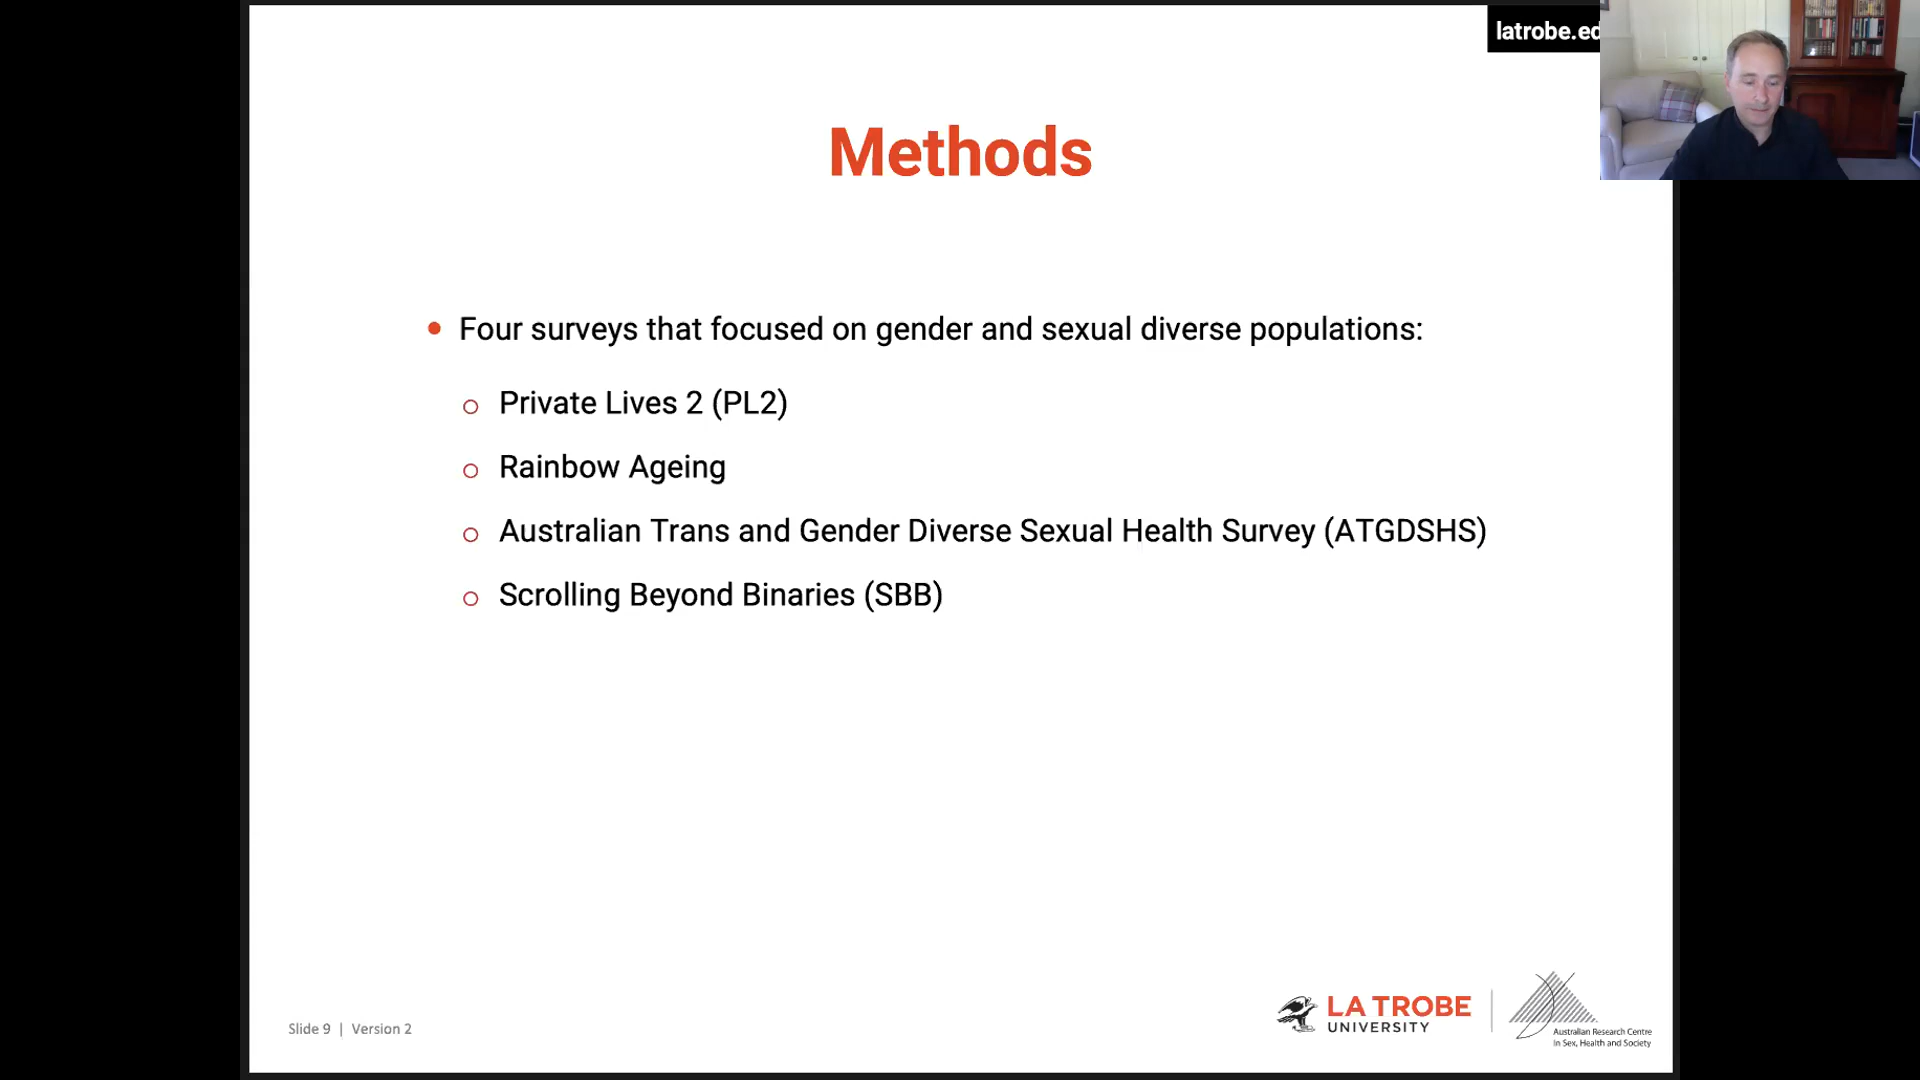 latrobe.ed
Methods
Four surveys that focused on gender and sexual diverse populations:
Private Lives 2 (PL2)
Rainbow Ageing
Australian Trans and Gender Diverse Sexual Health Survey (ATGDSHS)
Scrolling Beyond Binaries (SBB)
Slide 9 | Version 2
LA TROBE
UNIVERSITY
Australian Research Centre
in Sex, Health and Society